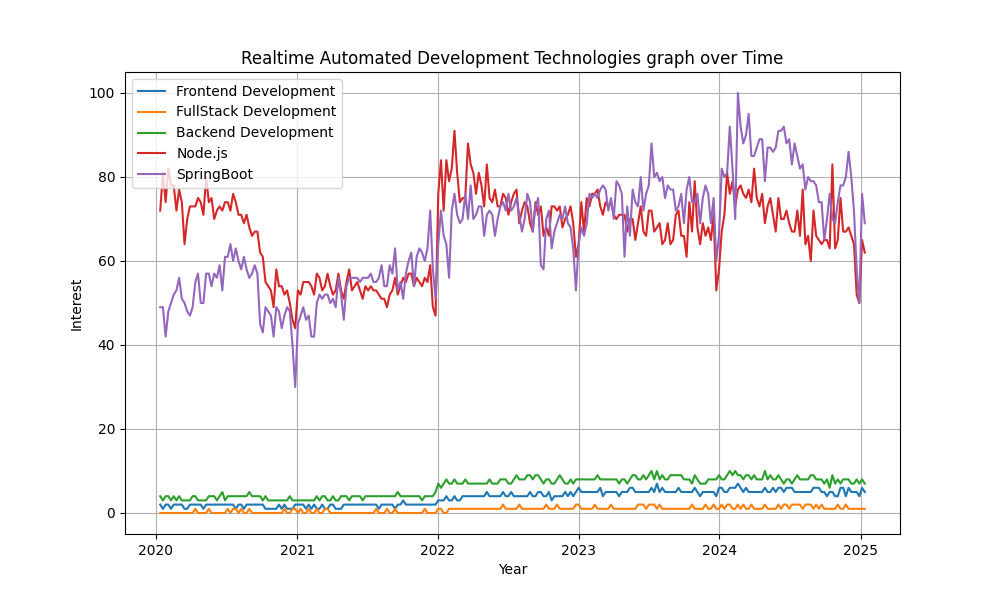 Realtime Automated Development Technologies graph over Time
100
80
60
40
20
0
Interest
Frontend Development
FullStack Development
Backend Development
Node.js
SpringBoot
2020 2021 2022 2023 2024 2025
Year